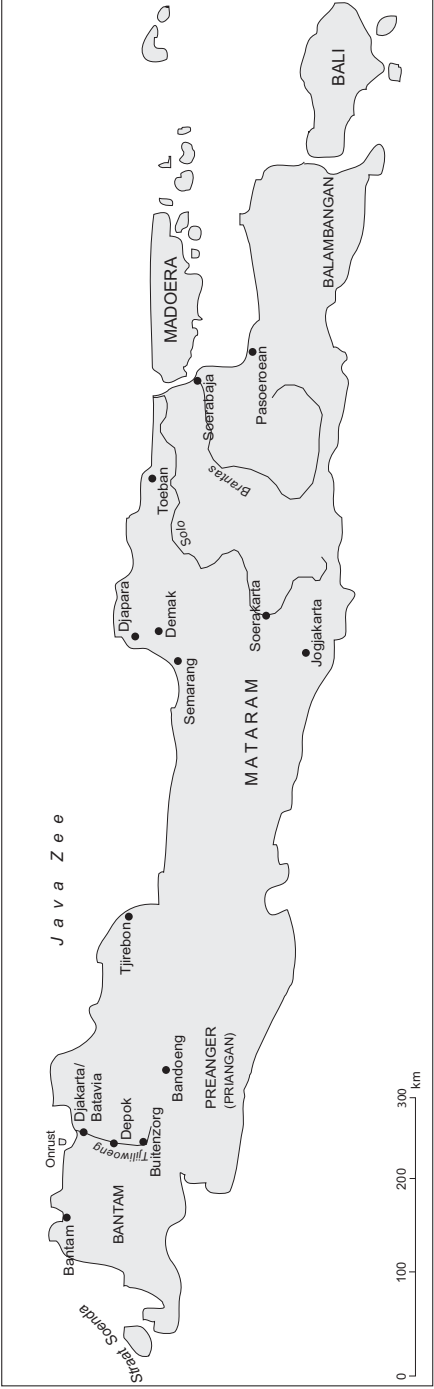 Java Zee
Straat Soenda
Bantam
BANTAM
Onrust
Djakarta/
Batavia
Depok
Tjiliwoeng
Buitenzorg
Bandoeng
PREANGER
(PRIANGAN)
Tjirebon
MATARAM
Semarang
Djapara
Demak
Soerakarta
Jogjakarta
Toeban
Solo
Brantas
Soerabaja
Pasoeroean
MADOERA
BALAMBANGAN
BALI
0 100 200 300
km